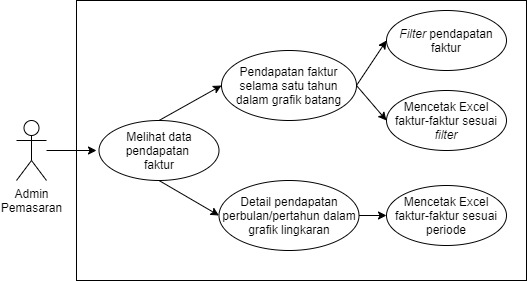 Admin
Pemasaran
Melihat data
pendapatan
faktur
Pendapatan faktur
selama satu tahun
dalam grafik batang
Filter pendapatan
faktur
Mencetak Excel
faktur-faktur sesuai
filter
Detail pendapatan
perbulan/pertahun dalam
grafik lingkaran
Mencetak Excel
faktur-faktur sesuai
periode